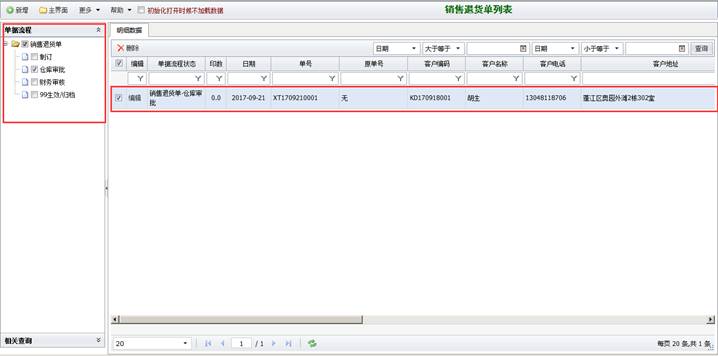 新增 主界面 更多 帮助 初始化打开时候不加载数据 销售退货单列表
单据流程
销售退货单
制订
仓库审批
财务审核
99生效/归档
相关查询
明细数据
删除 日期 大于等于 日期 小于等于 查询
编辑 单据流程状态 印数 日期 单号 原单号 客户编码 客户名称 客户电话 客户地址
编辑 销售退货单-仓库审批 0.0 2017-09-21 XT1709210001 无 KD170918001 胡生 13048118706 蓬江区奥园外滩2栋302室
20 1 / 1 每页 20 条,共 1 条